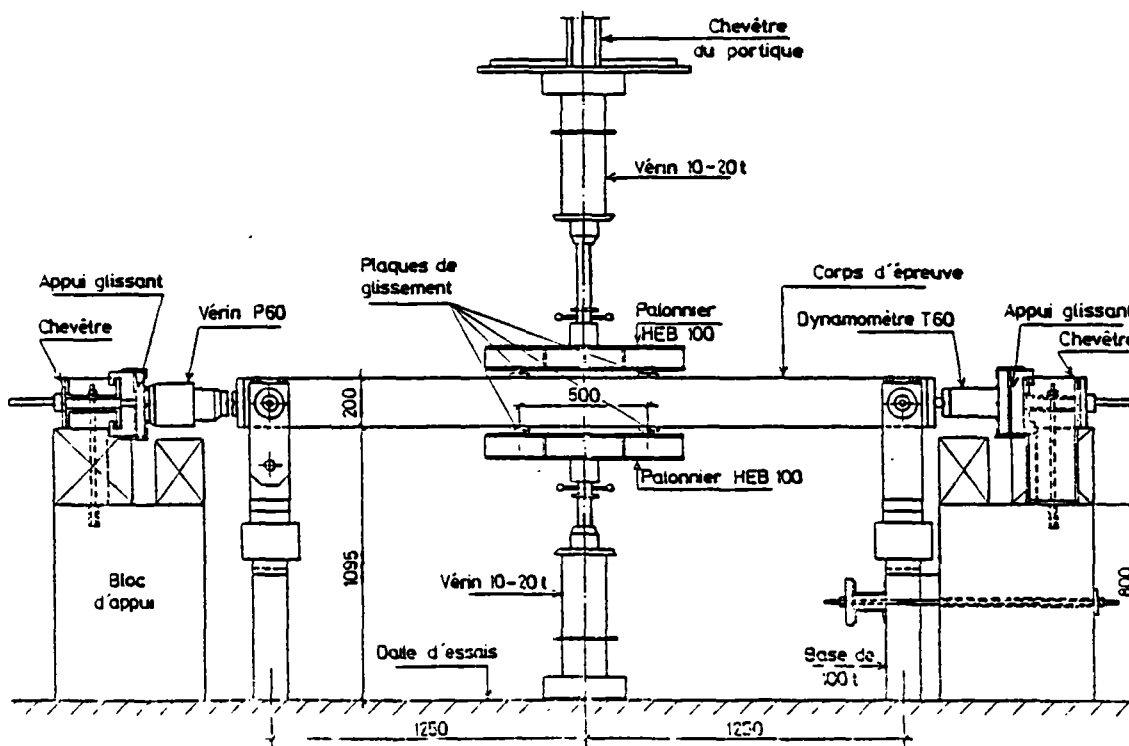 Chevêtre
du portique
Vérin 10-20t
Plaques de
glissement
Corps d'épreuve
Appui glissant
Vérin P60
Palonnier
HEB 100
Dynamomètre T60
Appui glissant
Chevêtre
Chevêtre
500
200
Palonnier HEB 100
1095
Bloc
d'appui
Vérin 10-20t
800
Dalle d'essais
Base de
100t
1250
1250